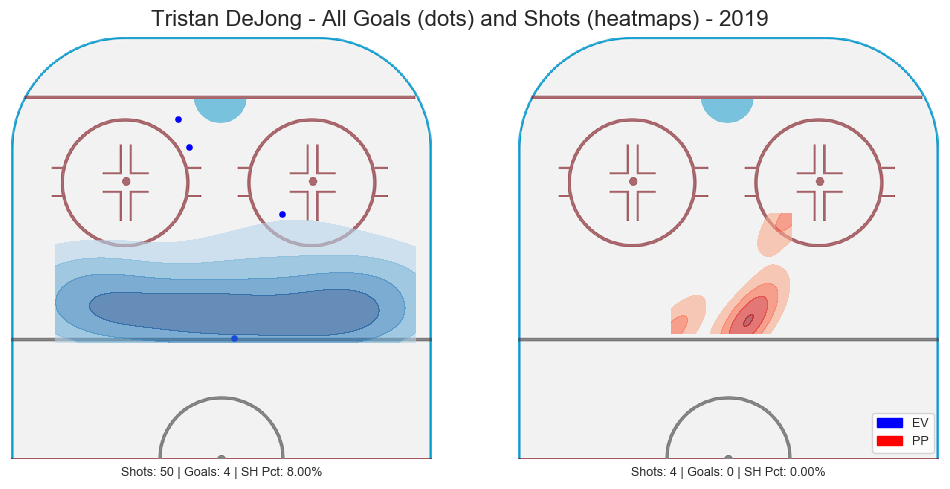 Tristan DeJong - All Goals (dots) and Shots (heatmaps) - 2019
EV
PP
Shots: 50 | Goals: 4 | SH Pct: 8.00%
Shots: 4 | Goals: 0 | SH Pct: 0.00%